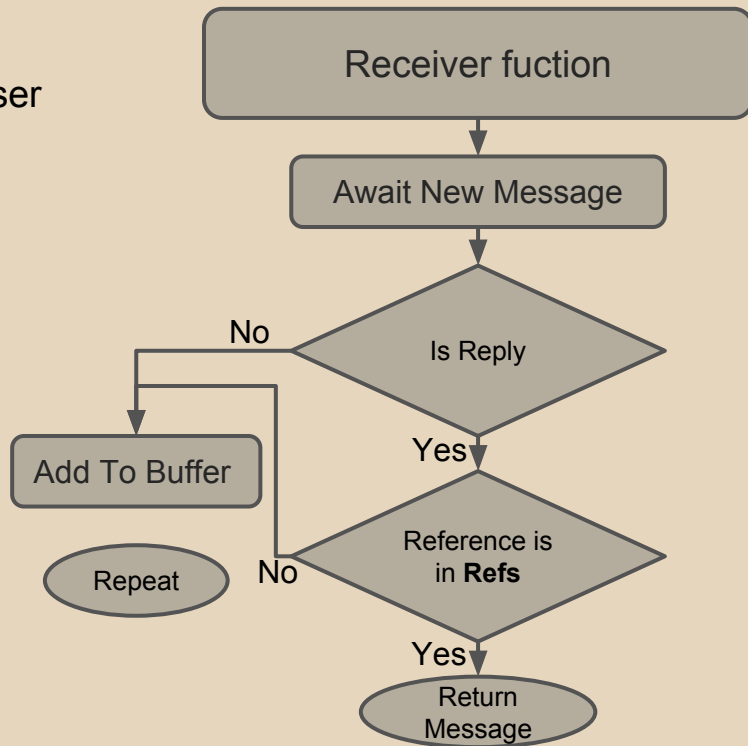 ser
Receiver fuction
Await New Message
No
Is Reply
Yes
Add To Buffer
Reference is
in Refs
Repeat
No
Yes
Return
Message